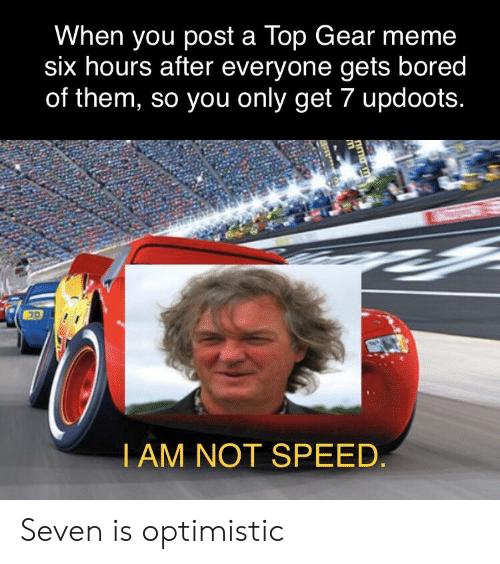 When you post a Top Gear meme
six hours after everyone gets bored
of them, so you only get 7 updoots.
20
I AM NOT SPEED.
Seven is optimistic